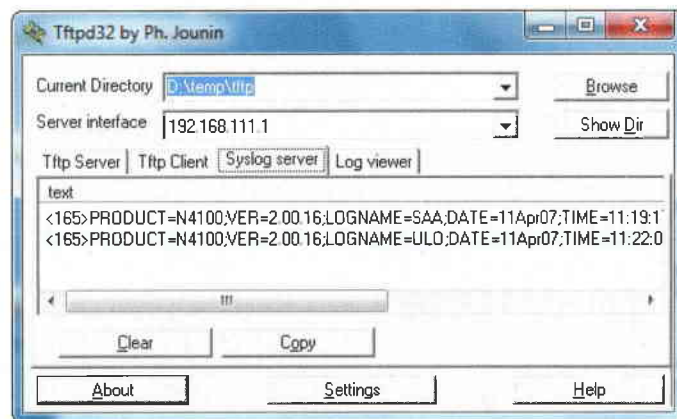 Tftpd32 by Ph. Jounin
Current Directory D:\temp\tftp Browse
Server interface 192.168.111.1 Show Dir
Tftp Server Tftp Client Syslog server Log viewer
text
<165>PRODUCT=N4100;VER=2.00.16;LOGNAME=SAA;DATE=11Apr07;TIME=11:19:1
<165>PRODUCT=N4100;VER=2.00.16;LOGNAME=ULO;DATE=11Apr07;TIME=11:22:0
Clear Copy
About Settings Help